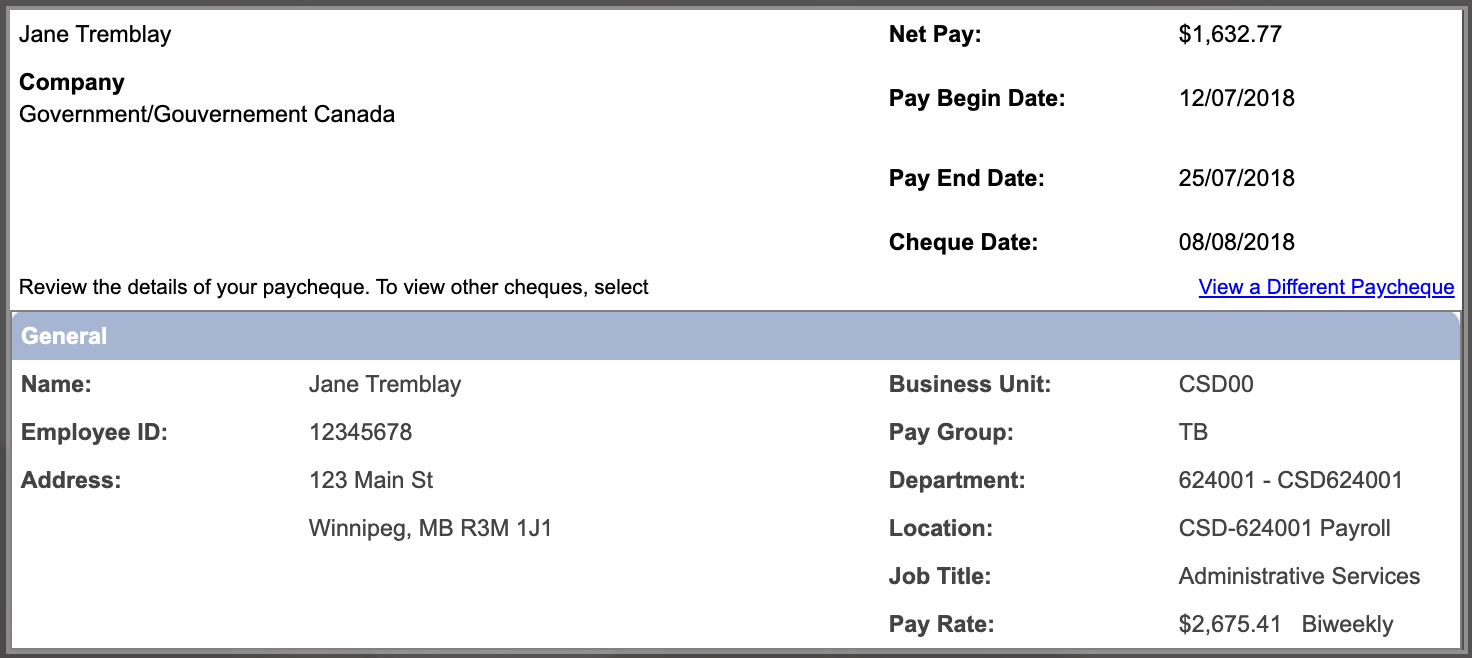 Jane Tremblay
Net Pay: $1,632.77
Company
Government/Gouvernement Canada
Pay Begin Date: 12/07/2018
Pay End Date: 25/07/2018
Cheque Date: 08/08/2018
Review the details of your paycheque. To view other cheques, select View a Different Paycheque
General
Name: Jane Tremblay Business Unit: CSD00
Employee ID: 12345678 Pay Group: TB
Address: 123 Main St Department: 624001 - CSD624001
Winnipeg, MB R3M 1J1 Location: CSD-624001 Payroll
Job Title: Administrative Services
Pay Rate: $2,675.41 Biweekly